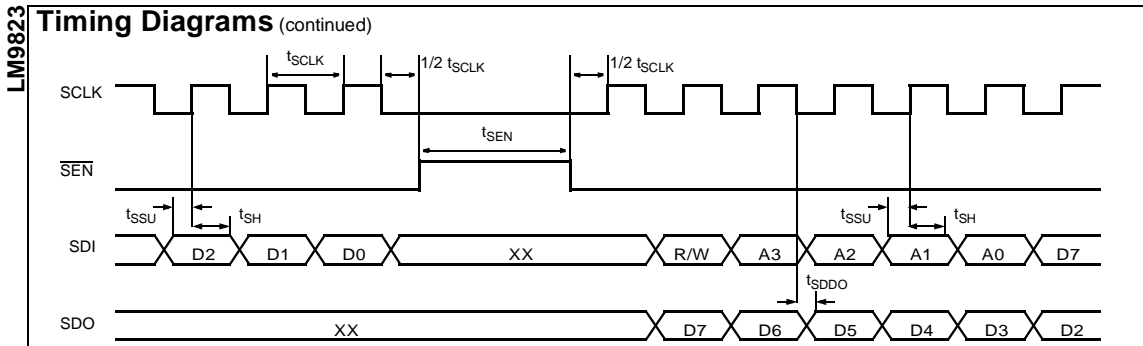 LM9823
Timing Diagrams (continued)
tSCLK
1/2 tSCLK
1/2 tSCLK
SCLK
tSEN
SEN
tSSU
tSH
tSSU
tSH
SDI
D2
D1
D0
XX
R/W
A3
A2
A1
A0
D7
tSDDO
SDO
XX
D7
D6
D5
D4
D3
D2